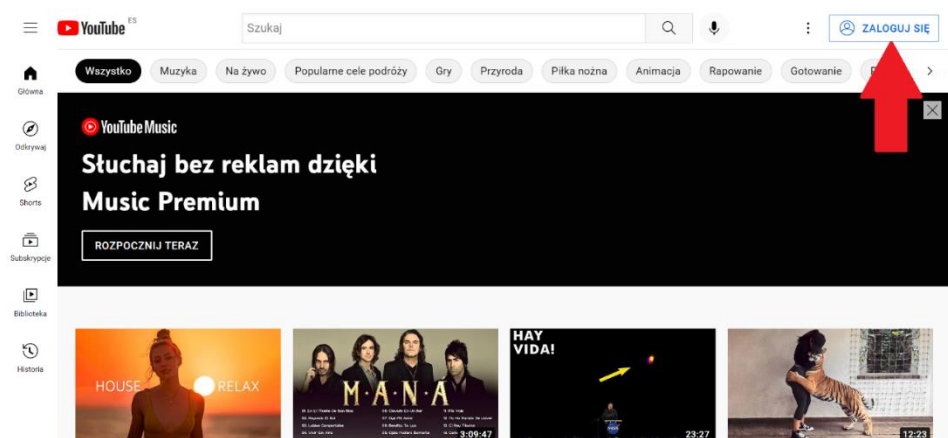 YouTube ES
Szukaj
ZALOGUJ SIĘ
Wszystko Muzyka Na żywo Popularne cele podróży Gry Przyroda Piłka nożna Animacja Rapowanie Gotowanie
Główna
Odkrywaj
Shorts
Subskrypcje
Biblioteka
Historia
YouTube Music
Słuchaj bez reklam dzięki
Music Premium
ROZPOCZNIJ TERAZ
HOUSE RELAX
M·A·N·A
3:09:47
HAY
VIDA!
23:27
12:23